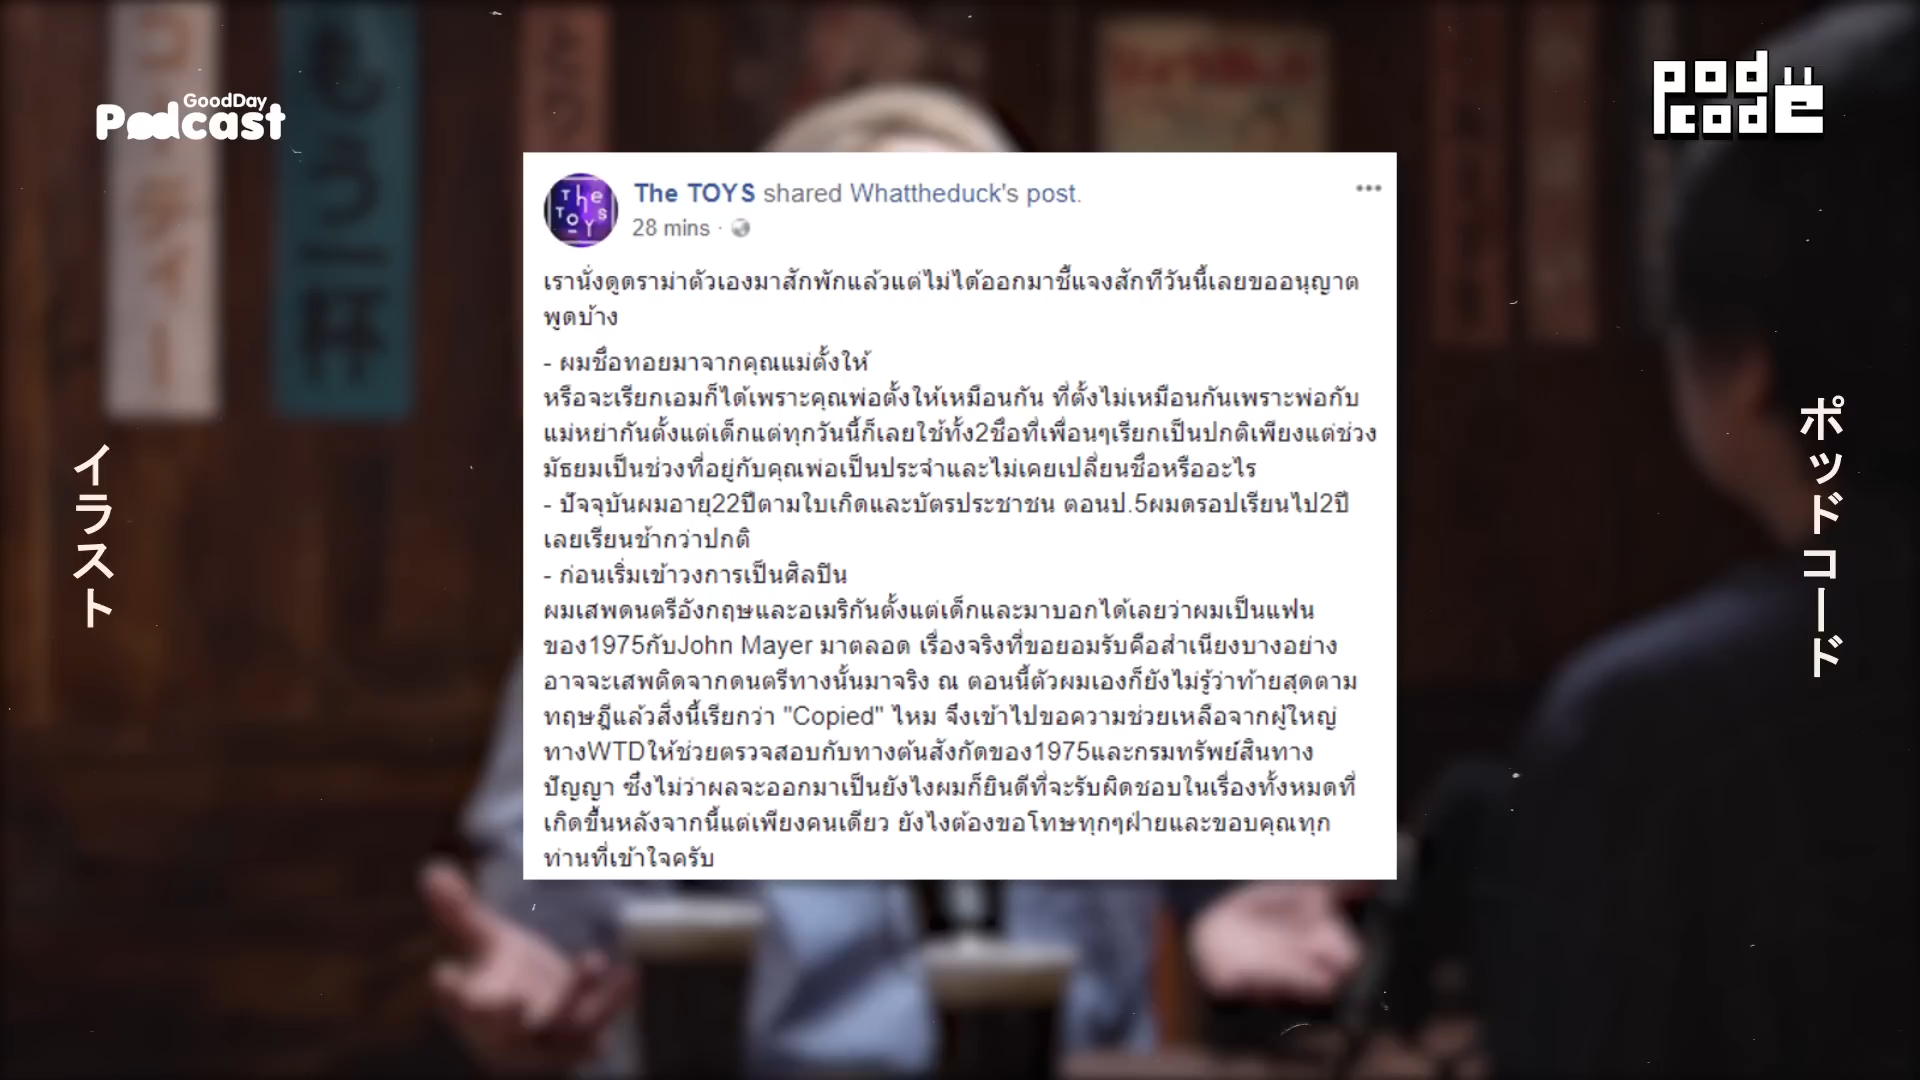 GoodDay
Podcast
pod
code
コーディー
もう一杯
The TOYS shared Whattheduck's post.
28 mins ·
เรานั่งดูดราม่าตัวเองมาสักพักแล้วแต่ไม่ได้ออกมาชี้แจงสักทีวันนี้เลยขออนุญาต
พูดบ้าง
- ผมชื่อทอยมาจากคุณแม่ตั้งให้
หรือจะเรียกเอมก็ได้เพราะคุณพ่อตั้งให้เหมือนกัน ที่ตั้งไม่เหมือนกันเพราะพ่อกับ
แม่หย่ากันตั้งแต่เด็กแต่ทุกวันนี้ก็เลยใช้ทั้ง2ชื่อที่เพื่อนๆเรียกเป็นปกติเพียงแต่ช่วง
มัธยมเป็นช่วงที่อยู่กับคุณพ่อเป็นประจำและไม่เคยเปลี่ยนชื่อหรืออะไร
- ปัจจุบันผมอายุ22ปีตามใบเกิดและบัตรประชาชน ตอนป.5ผมดรอปเรียนไป2ปี
เลยเรียนช้ากว่าปกติ
- ก่อนเริ่มเข้าวงการเป็นศิลปิน
ผมเสพดนตรีอังกฤษและอเมริกันตั้งแต่เด็กและมาบอกได้เลยว่าผมเป็นแฟน
ของ1975กับJohn Mayer มาตลอด เรื่องจริงที่ขอยอมรับคือสำเนียงบางอย่าง
อาจจะเสพติดจากดนตรีทางนั้นมาจริง ณ ตอนนี้ตัวผมเองก็ยังไม่รู้ว่าท้ายสุดตาม
ทฤษฎีแล้วสิ่งนี้เรียกว่า "Copied" ไหม จึงเข้าไปขอความช่วยเหลือจากผู้ใหญ่
ทางWTDให้ช่วยตรวจสอบกับทางต้นสังกัดของ1975และกรมทรัพย์สินทาง
ปัญญา ซึ่งไม่ว่าผลจะออกมาเป็นยังไงผมก็ยินดีที่จะรับผิดชอบในเรื่องทั้งหมดที่
เกิดขึ้นหลังจากนี้แต่เพียงคนเดียว ยังไงต้องขอโทษทุกๆฝ่ายและขอบคุณทุก
ท่านที่เข้าใจครับ
イラスト
ポッドコード